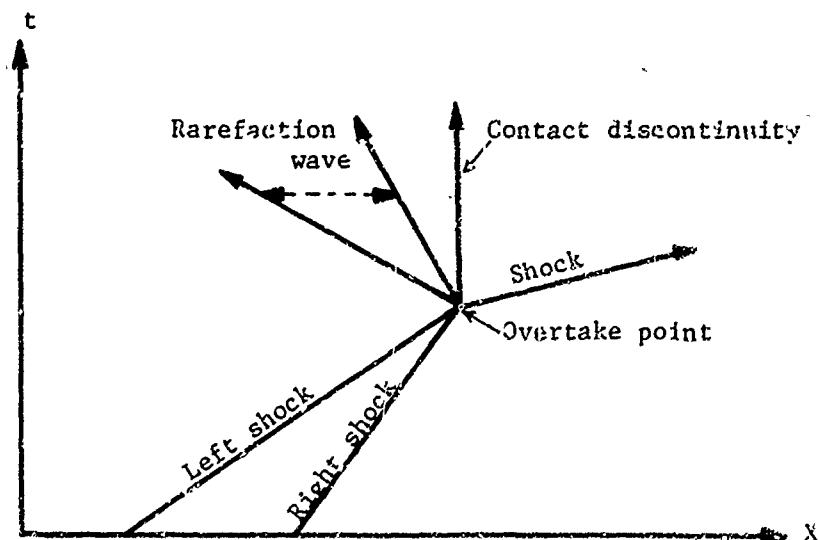 t
Rarefaction
wave
Contact discontinuity
Shock
Overtake point
Left shock
Right shock
X